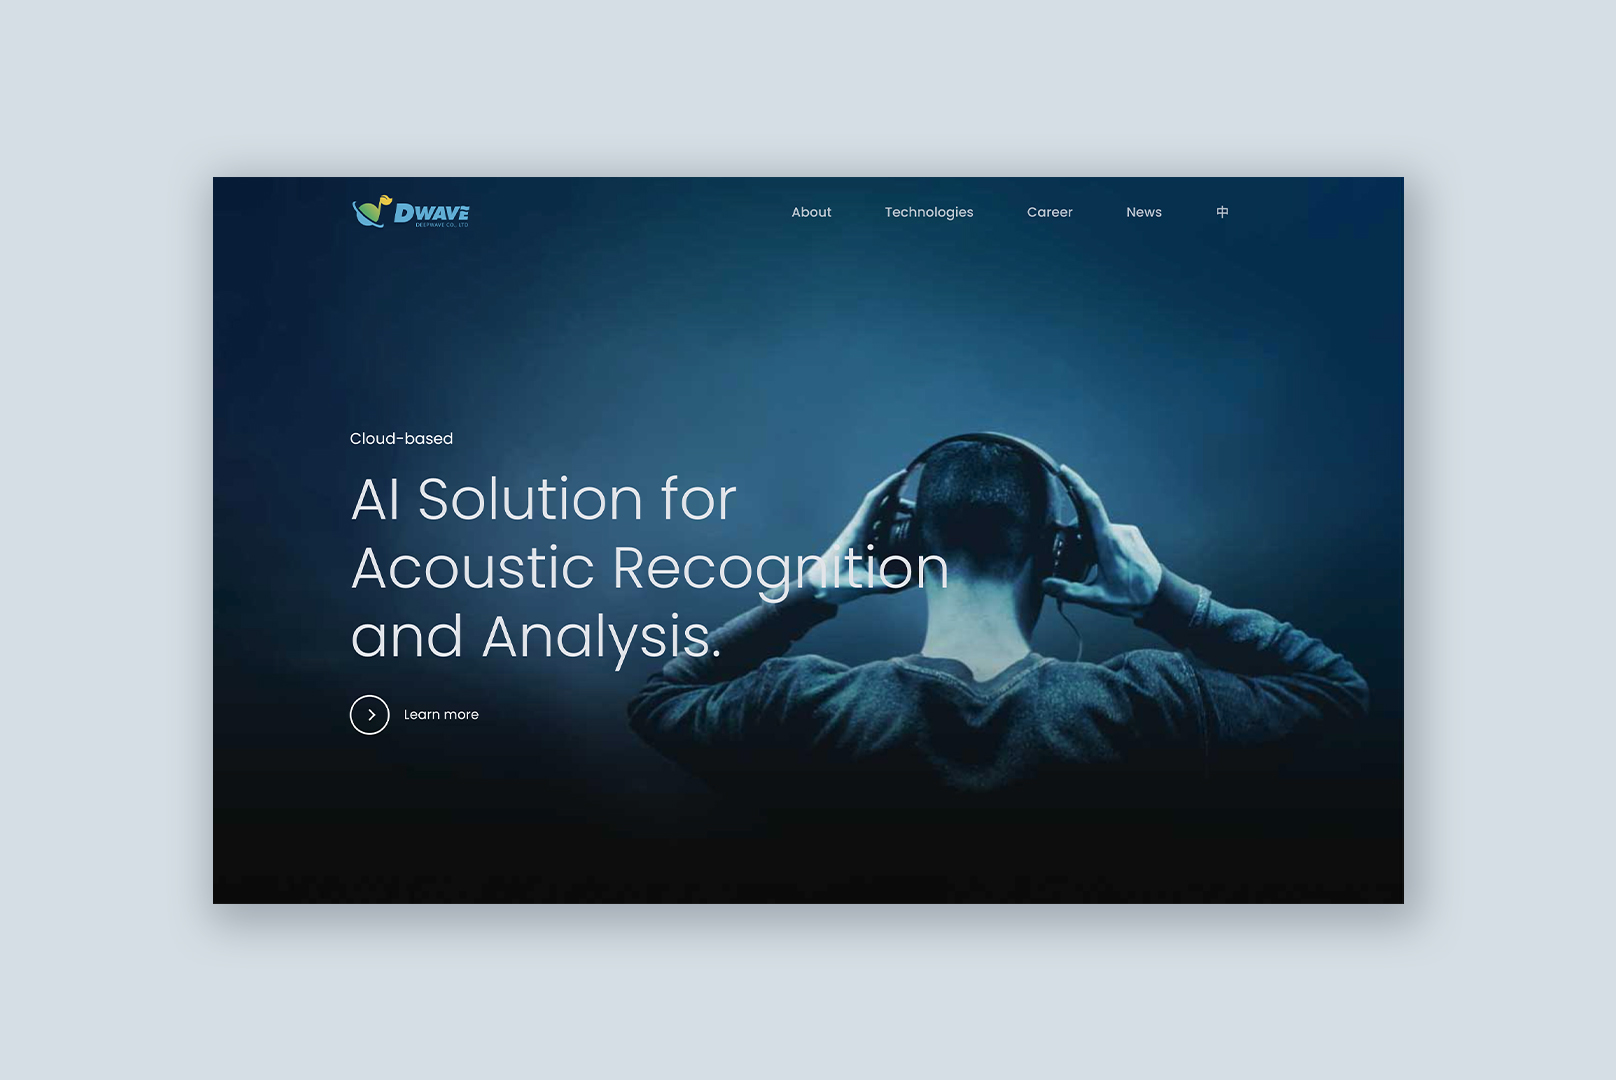 DWAVE
DEEPWAVE CO., LTD
About
Technologies
Career
News
中
Cloud-based
AI Solution for
Acoustic Recognition
and Analysis.
Learn more